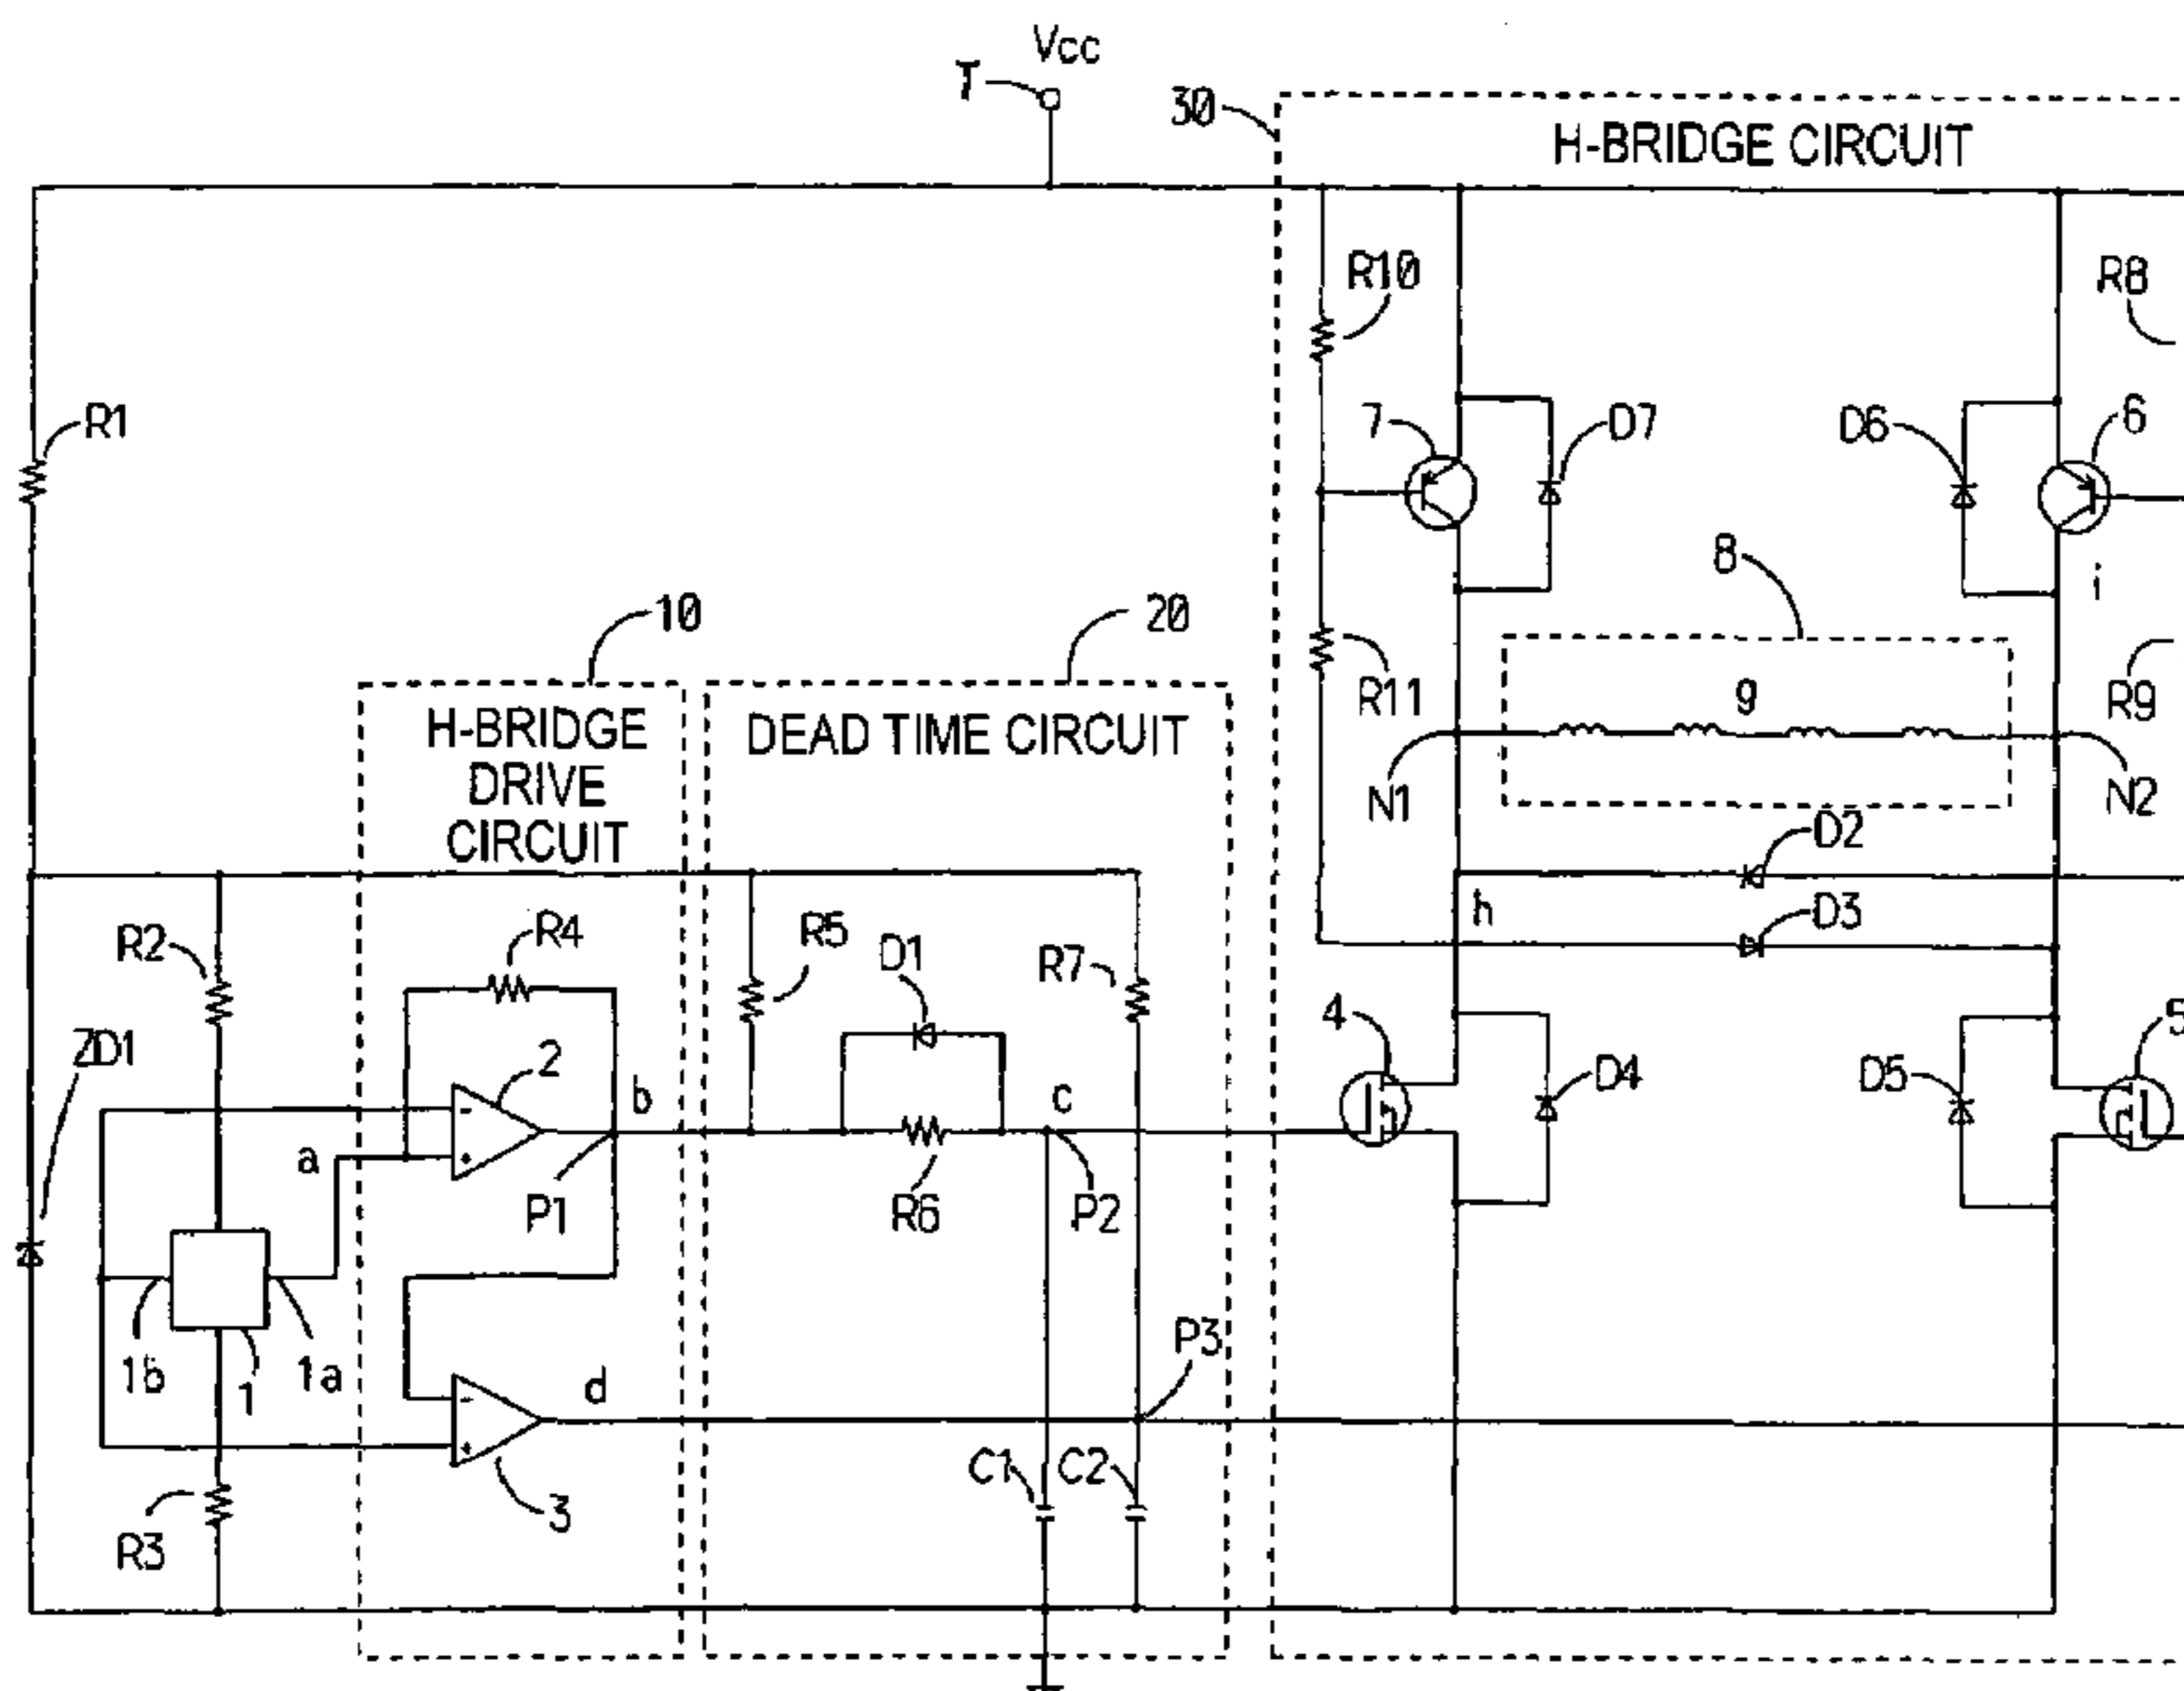 Vcc
T
30
H-BRIDGE CIRCUIT
R10
R8
R1
7
D7
D6
6
8
i
10
20
R11
9
R9
H-BRIDGE
DRIVE
CIRCUIT
DEAD TIME CIRCUIT
N1
N2
D2
h
D3
R2
R4
R5
D1
R7
4
5
ZD1
2
b
c
D4
D5
a
P1
R6
P2
1b
1
1a
d
P3
C1
C2
R3
3